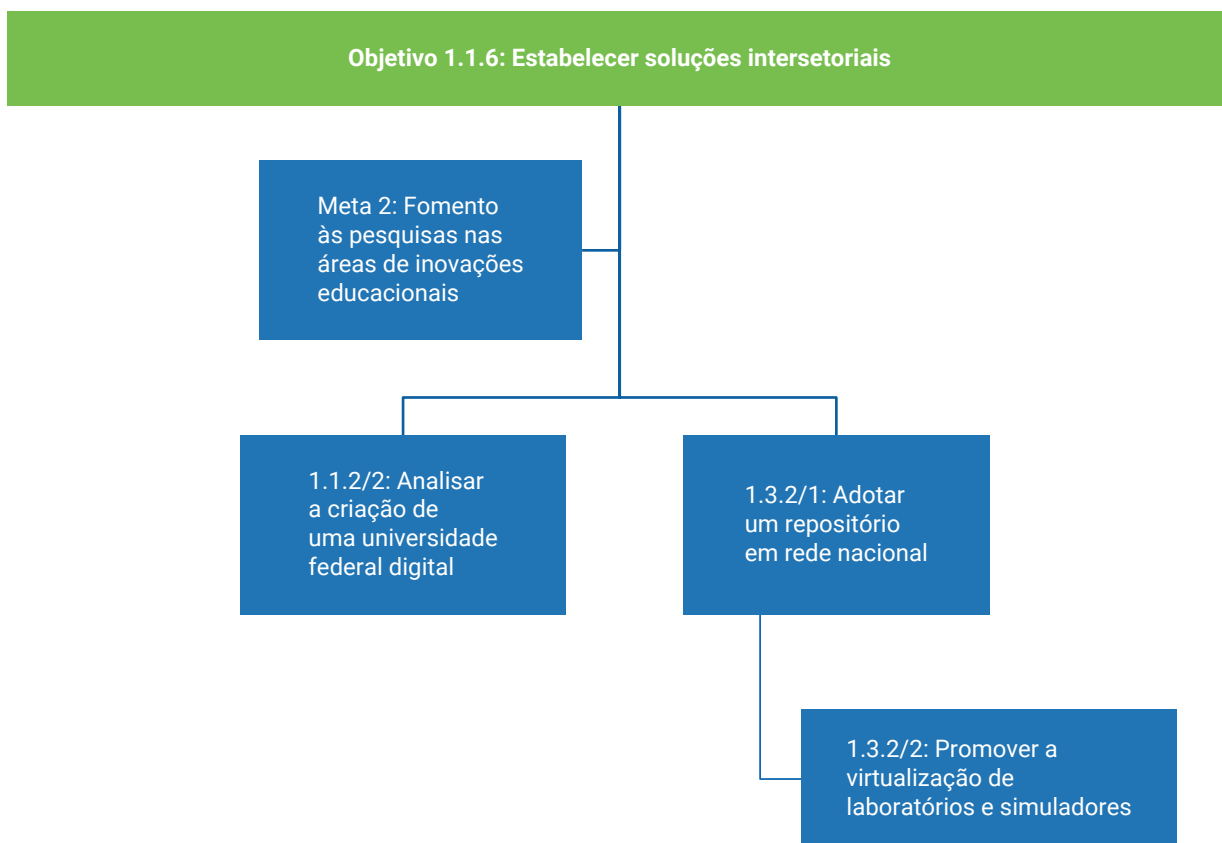 Objetivo 1.1.6: Estabelecer soluções intersetoriais
Meta 2: Fomento
às pesquisas nas
áreas de inovações
educacionais
1.1.2/2: Analisar
a criação de
uma universidade
federal digital
1.3.2/1: Adotar
um repositório
em rede nacional
1.3.2/2: Promover a
virtualização de
laboratórios e simuladores